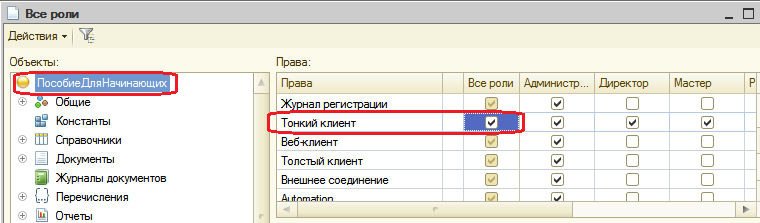 Все роли
Действия
Объекты:
ПособиеДляНачинающих
Общие
Константы
Справочники
Документы
Журналы документов
Перечисления
Отчеты
Права:
Права Все роли Администр... Директор Мастер Р
Журнал регистрации
Тонкий клиент
Веб-клиент
Толстый клиент
Внешнее соединение
Automation